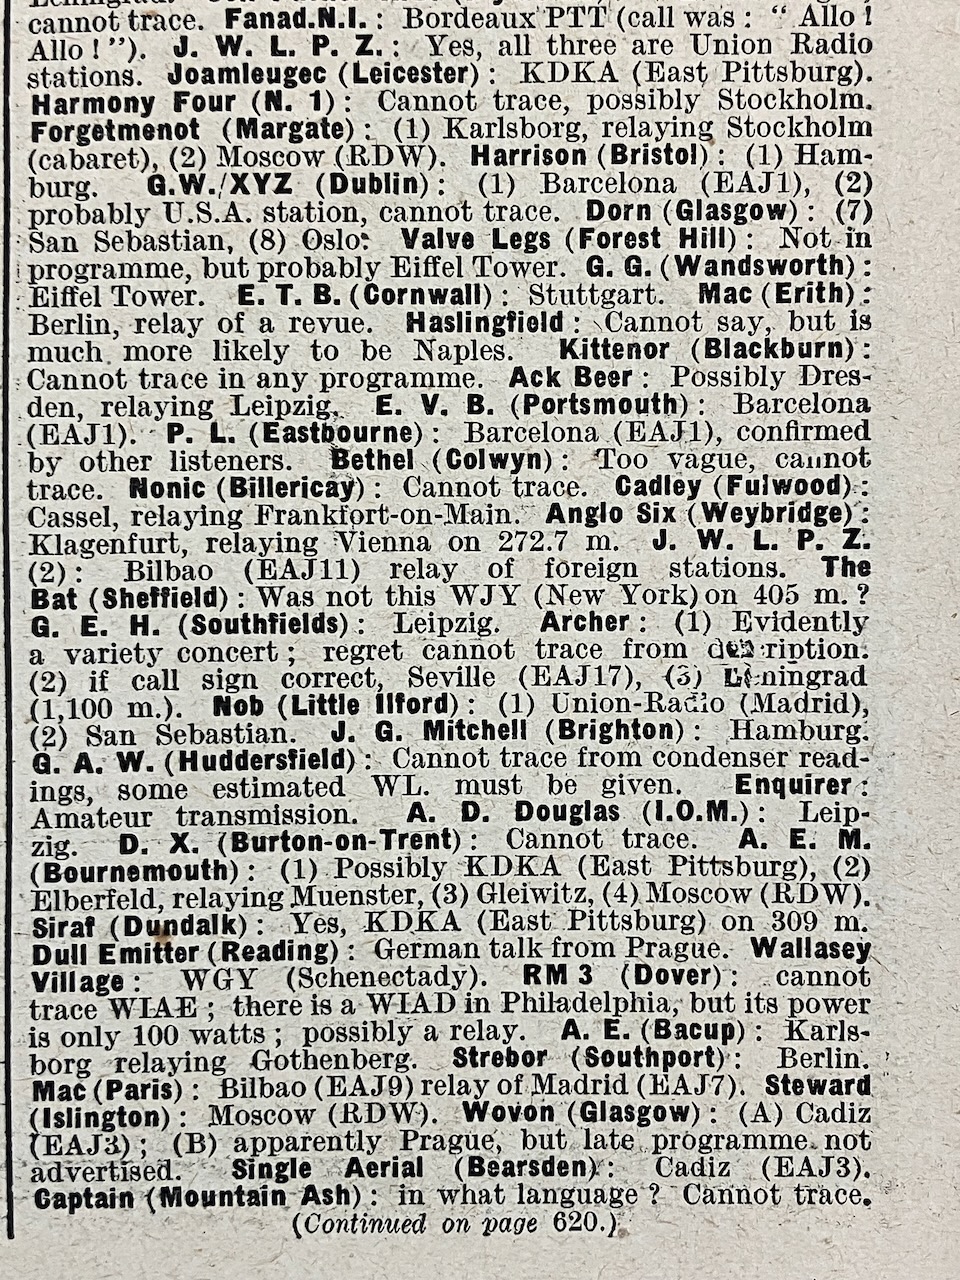 cannot trace. Fanad.N.I.: Bordeaux PTT (call was: “ Allo !
Allo ! ”). J. W. L. P. Z.: Yes, all three are Union Radio
stations. Joamleugec (Leicester): KDKA (East Pittsburg).
Harmony Four (N. 1): Cannot trace, possibly Stockholm.
Forgetmenot (Margate): (1) Karlsborg, relaying Stockholm
(cabaret), (2) Moscow (RDW). Harrison (Bristol): (1) Ham-
burg. G.W./XYZ (Dublin): (1) Barcelona (EAJ1), (2)
probably U.S.A. station, cannot trace. Dorn (Glasgow): (7)
San Sebastian, (8) Oslo. Valve Legs (Forest Hill): Not in
programme, but probably Eiffel Tower. G. G. (Wandsworth):
Eiffel Tower. E. T. B. (Cornwall): Stuttgart. Mac (Erith):
Berlin, relay of a revue. Haslingfield: Cannot say, but is
much more likely to be Naples. Kittenor (Blackburn):
Cannot trace in any programme. Ack Beer: Possibly Dres-
den, relaying Leipzig. E. V. B. (Portsmouth): Barcelona
(EAJ1). P. L. (Eastbourne): Barcelona (EAJ1), confirmed
by other listeners. Bethel (Colwyn): Too vague, cannot
trace. Nonic (Billericay): Cannot trace. Cadley (Fulwood):
Cassel, relaying Frankfort-on-Main. Anglo Six (Weybridge):
Klagenfurt, relaying Vienna on 272.7 m. J. W. L. P. Z.
(2): Bilbao (EAJ11) relay of foreign stations. The
Bat (Sheffield): Was not this WJY (New York) on 405 m. ?
G. E. H. (Southfields): Leipzig. Archer: (1) Evidently
a variety concert ; regret cannot trace from description.
(2) if call sign correct, Seville (EAJ17), (3) Leningrad
(1,100 m.). Nob (Little Ilford): (1) Union-Radio (Madrid),
(2) San Sebastian. J. G. Mitchell (Brighton): Hamburg.
G. A. W. (Huddersfield): Cannot trace from condenser read-
ings, some estimated WL. must be given. Enquirer:
Amateur transmission. A. D. Douglas (I.O.M.): Leip-
zig. D. X. (Burton-on-Trent): Cannot trace. A. E. M.
(Bournemouth): (1) Possibly KDKA (East Pittsburg), (2)
Elberfeld, relaying Muenster, (3) Gleiwitz, (4) Moscow (RDW).
Siraf (Dundalk): Yes, KDKA (East Pittsburg) on 309 m.
Dull Emitter (Reading): German talk from Prague. Wallasey
Village: WGY (Schenectady). RM 3 (Dover): cannot
trace WIAE ; there is a WIAD in Philadelphia, but its power
is only 100 watts ; possibly a relay. A. E. (Bacup): Karls-
borg relaying Gothenberg. Strebor (Southport): Berlin.
Mac (Paris): Bilbao (EAJ9) relay of Madrid (EAJ7). Steward
(Islington): Moscow (RDW). Wovon (Glasgow): (A) Cadiz
(EAJ3) ; (B) apparently Prague, but late programme not
advertised. Single Aerial (Bearsden): Cadiz (EAJ3).
Captain (Mountain Ash): in what language ? Cannot trace.
(Continued on page 620.)